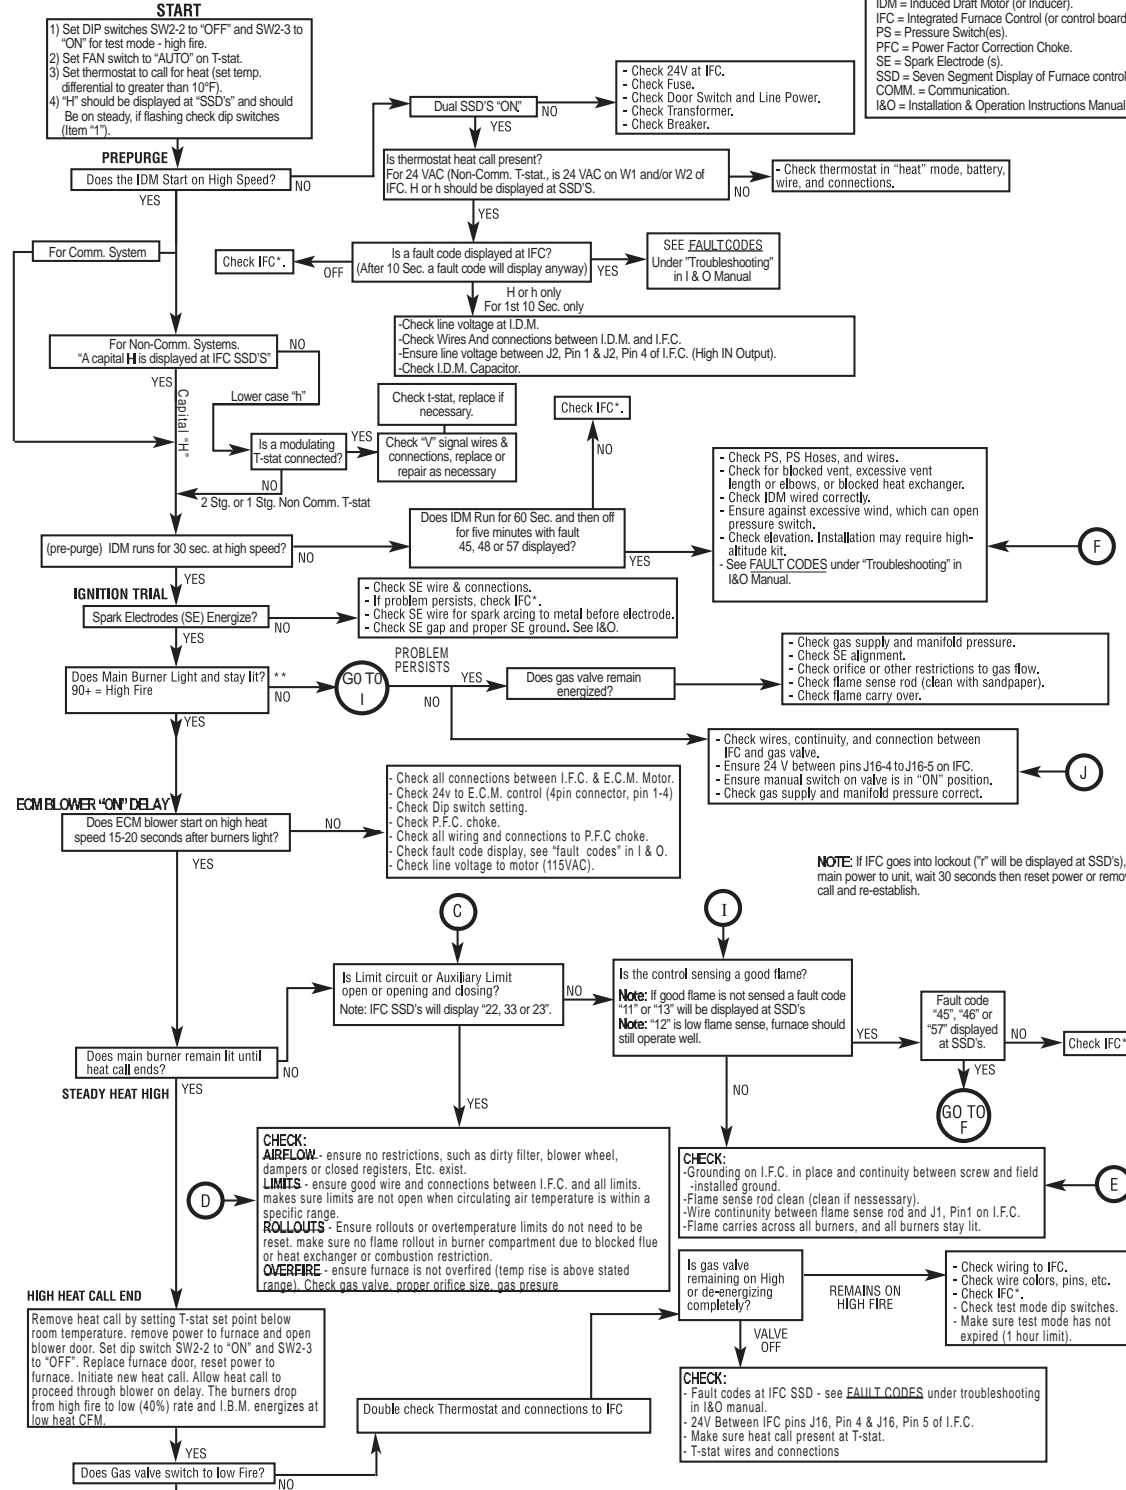 START
1) Set DIP switches SW2-2 to “OFF” and SW2-3 to
“ON” for test mode - high fire.
2) Set FAN switch to “AUTO” on T-stat.
3) Set thermostat to call for heat (set temp.
differential to greater than 10°F).
4) “H” should be displayed at “SSD’s” and should
Be on steady, if flashing check dip switches
(Item “1”).
IDM = Induced Draft Motor (or Inducer).
IFC = Integrated Furnace Control (or control board
PS = Pressure Switch(es).
PFC = Power Factor Correction Choke.
SE = Spark Electrode (s).
SSD = Seven Segment Display of Furnace control
COMM. = Communication.
I&O = Installation & Operation Instructions Manual
Dual SSD'S “ON,”
NO
YES
- Check 24V at IFC.
- Check Fuse.
- Check Door Switch and Line Power.
- Check Transformer.
- Check Breaker.
PREPURGE
Does the IDM Start on High Speed?
NO
YES
Is thermostat heat call present?
For 24 VAC (Non-Comm. T-stat., is 24 VAC on W1 and/or W2 of
IFC. H or h should be displayed at SSD'S.
NO
YES
- Check thermostat in “heat” mode, battery,
wire, and connections.
For Comm. System
Check IFC*.
OFF
Is a fault code displayed at IFC?
(After 10 Sec. a fault code will display anyway)
YES
SEE FAULT CODES
Under "Troubleshooting"
in I & O Manual
H or h only
For 1st 10 Sec. only
-Check line voltage at I.D.M.
-Check Wires And connections between I.D.M. and I.F.C.
-Ensure line voltage between J2, Pin 1 & J2, Pin 4 of I.F.C. (High IN Output).
-Check I.D.M. Capacitor.
For Non-Comm. Systems.
“A capital H is displayed at IFC SSD'S”
NO
YES
Capital "H"
Lower case “h”
Is a modulating
T-stat connected?
YES
NO
Check t-stat, replace if
necessary.
Check “V” signal wires &
connections, replace or
repair as necessary
Check IFC*.
NO
2 Stg. or 1 Stg. Non Comm. T-stat
(pre-purge) IDM runs for 30 sec. at high speed?
NO
YES
Does IDM Run for 60 Sec. and then off
for five minutes with fault
45, 48 or 57 displayed?
YES
- Check PS, PS Hoses, and wires.
- Check for blocked vent, excessive vent
length or elbows, or blocked heat exchanger.
- Check IDM wired correctly.
- Ensure against excessive wind, which can open
pressure switch.
- Check elevation. Installation may require high-
altitude kit.
- See FAULT CODES under “Troubleshooting” in
I&O Manual.
F
IGNITION TRIAL
Spark Electrodes (SE) Energize?
NO
YES
- Check SE wire & connections.
- If problem persists, check IFC*.
- Check SE wire for spark arcing to metal before electrode.
- Check SE gap and proper SE ground. See I&O.
Does Main Burner Light and stay lit?
90+ = High Fire
**
NO
YES
GO TO
I
PROBLEM
PERSISTS
YES
NO
Does gas valve remain
energized?
- Check gas supply and manifold pressure.
- Check SE alignment.
- Check orifice or other restrictions to gas flow.
- Check flame sense rod (clean with sandpaper).
- Check flame carry over.
- Check wires, continuity, and connection between
IFC and gas valve.
- Ensure 24 V between pins J16-4 to J16-5 on IFC.
- Ensure manual switch on valve is in “ON” position.
- Check gas supply and manifold pressure correct.
J
ECM BLOWER “ON” DELAY
Does ECM blower start on high heat
speed 15-20 seconds after burners light?
NO
YES
- Check all connections between I.F.C. & E.C.M. Motor.
- Check 24v to E.C.M. control (4pin connector, pin 1-4)
- Check Dip switch setting.
- Check P.F.C. choke.
- Check all wiring and connections to P.F.C choke.
- Check fault code display, see “fault codes” in I & O.
- Check line voltage to motor (115VAC).
NOTE: If IFC goes into lockout ("r" will be displayed at SSD's),
main power to unit, wait 30 seconds then reset power or remov
call and re-establish.
C
I
Is Limit circuit or Auxiliary Limit
open or opening and closing?
Note: IFC SSD's will display “22, 33 or 23”.
NO
YES
Is the control sensing a good flame?
Note: If good flame is not sensed a fault code
“11” or “13” will be displayed at SSD's
Note: “12” is low flame sense, furnace should
still operate well.
YES
NO
Fault code
“45”, “46” or
“57” displayed
at SSD's.
NO
YES
Check IFC*
GO TO
F
Does main burner remain lit until
heat call ends?
NO
YES
STEADY HEAT HIGH
D
CHECK:
AIRFLOW - ensure no restrictions, such as dirty filter, blower wheel,
dampers or closed registers, Etc. exist.
LIMITS - ensure good wire and connections between I.F.C. and all limits.
makes sure limits are not open when circulating air temperature is within a
specific range.
ROLLOUTS - Ensure rollouts or overtemperature limits do not need to be
reset. make sure no flame rollout in burner compartment due to blocked flue
or heat exchanger or combustion restriction.
OVERFIRE - ensure furnace is not overfired (temp rise is above stated
range). Check gas valve, proper orifice size, gas presure
CHECK:
-Grounding on I.F.C. in place and continuity between screw and field
-installed ground.
-Flame sense rod clean (clean if nessessary).
-Wire continuity between flame sense rod and J1, Pin1 on I.F.C.
-Flame carries across all burners, and all burners stay lit.
E
HIGH HEAT CALL END
Remove heat call by setting T-stat set point below
room temperature. remove power to furnace and open
blower door. Set dip switch SW2-2 to “ON” and SW2-3
to “OFF”. Replace furnace door, reset power to
furnace. Initiate new heat call. Allow heat call to
proceed through blower on delay. The burners drop
from high fire to low (40%) rate and I.B.M. energizes at
low heat CFM.
YES
Does Gas valve switch to low Fire?
NO
Double check Thermostat and connections to IFC
Is gas valve
remaining on High
or de-energizing
completely?
REMAINS ON
HIGH FIRE
VALVE
OFF
- Check wiring to IFC.
- Check wire colors, pins, etc.
- Check IFC*.
- Check test mode dip switches.
- Make sure test mode has not
expired (1 hour limit).
CHECK:
- Fault codes at IFC SSD - see FAULT CODES under troubleshooting
in I&O manual.
- 24V Between IFC pins J16, Pin 4 & J16, Pin 5 of I.F.C.
- Make sure heat call present at T-stat.
- T-stat wires and connections